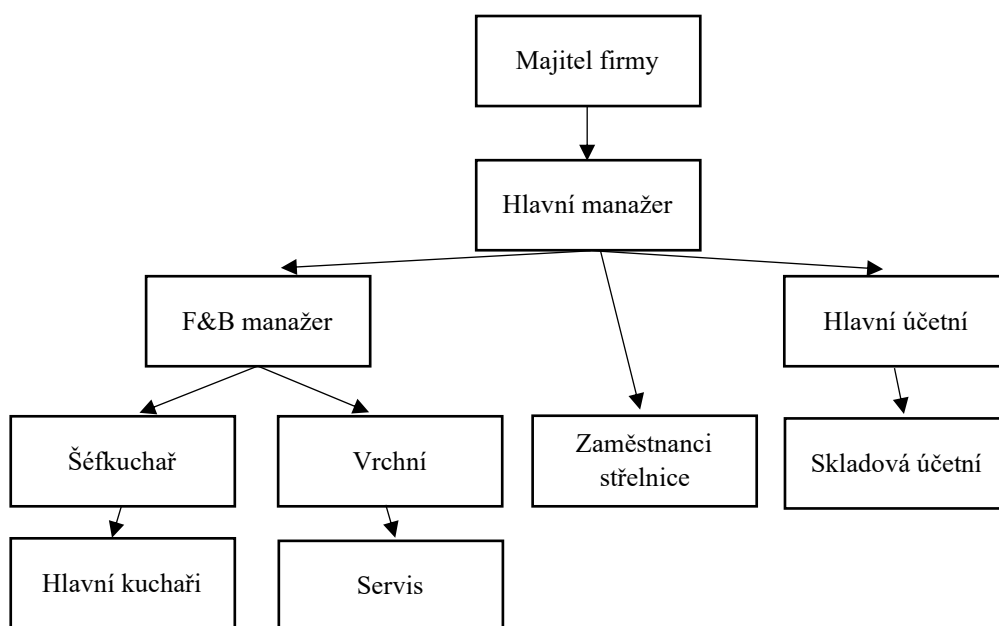 Majitel firmy
Hlavní manažer
F&B manažer
Hlavní účetní
Šéfkuchař
Vrchní
Zaměstnanci
střelnice
Skladová účetní
Hlavní kuchaři
Servis